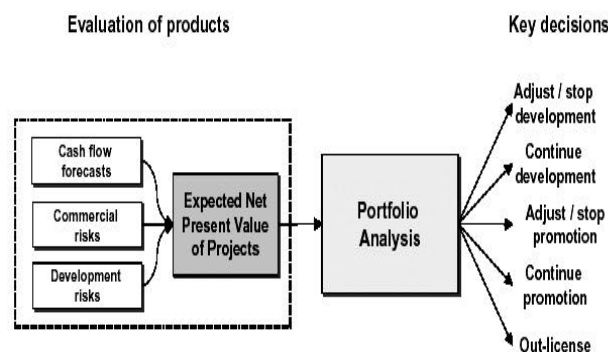 Evaluation of products
Key decisions
Cash flow
forecasts
Commercial
risks
Development
risks
Expected Net
Present Value
of Projects
Portfolio
Analysis
Adjust / stop
development
Continue
development
Adjust / stop
promotion
Continue
promotion
Out-license